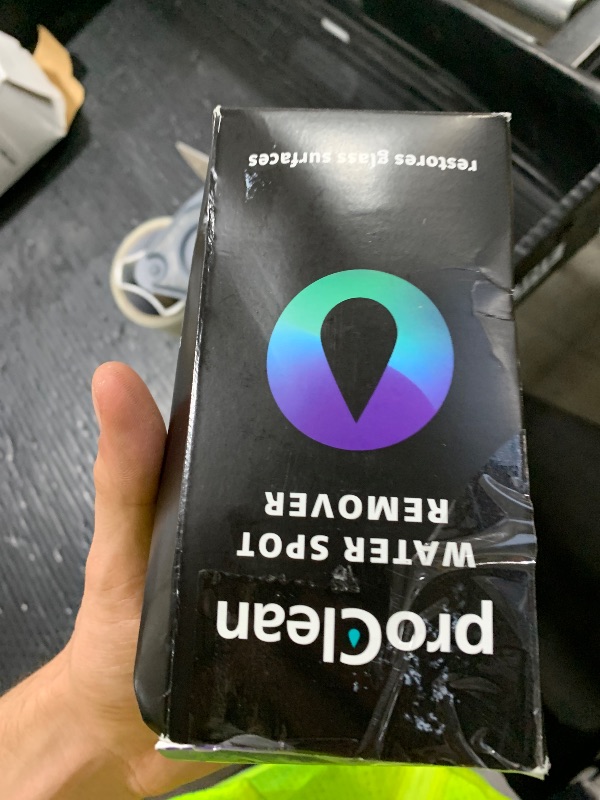 proClean
WATER SPOT
REMOVER
restores glass surfaces